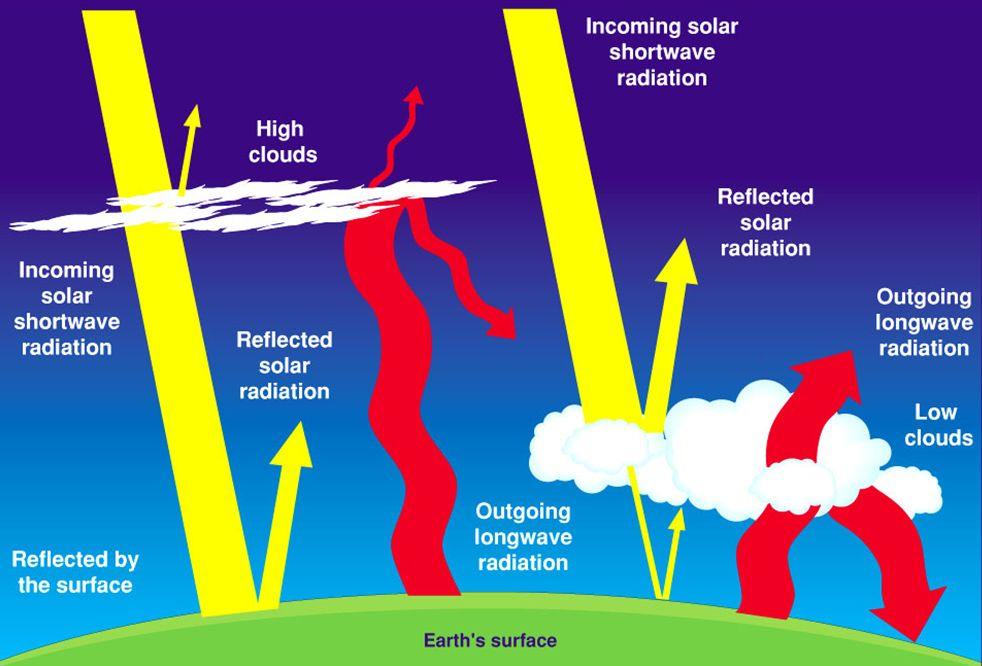 Incoming solar
shortwave
radiation
High
clouds
Reflected
solar
radiation
Incoming
solar
shortwave
radiation
Outgoing
longwave
radiation
Reflected
solar
radiation
Low
clouds
Outgoing
longwave
radiation
Reflected by
the surface
Earth's surface